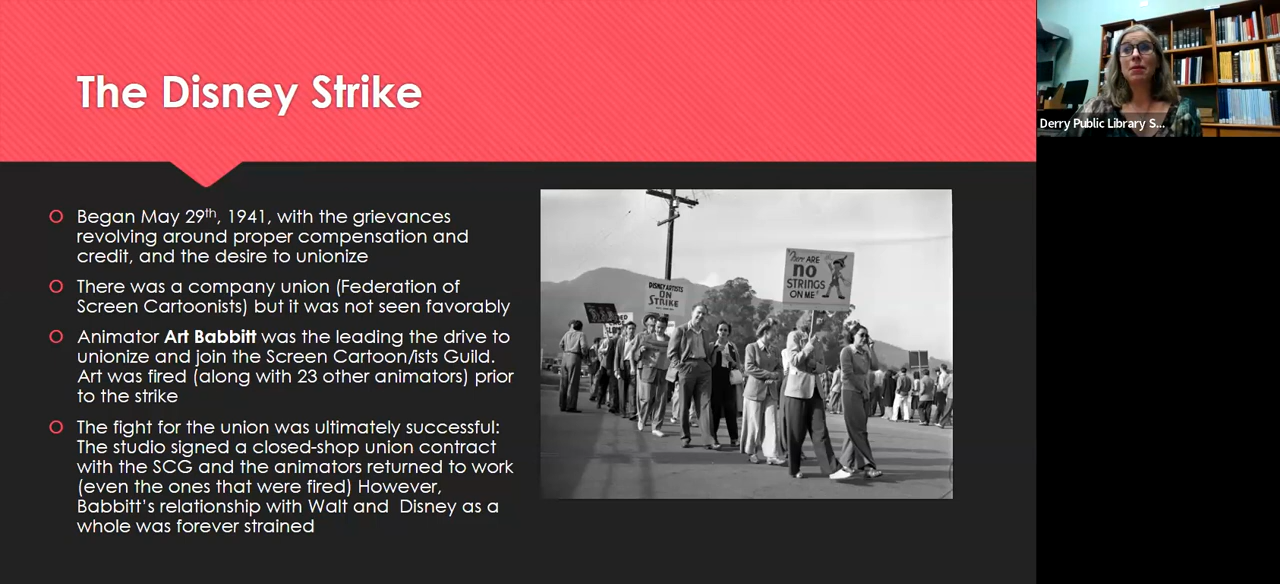 The Disney Strike
Began May 29th, 1941, with the grievances
revolving around proper compensation and
credit, and the desire to unionize
There was a company union (Federation of
Screen Cartoonists) but it was not seen favorably
Animator Art Babbitt was the leading the drive to
unionize and join the Screen Cartoon/ists Guild.
Art was fired (along with 23 other animators) prior
to the strike
The fight for the union was ultimately successful:
The studio signed a closed-shop union contract
with the SCG and the animators returned to work
(even the ones that were fired) However,
Babbitt's relationship with Walt and  Disney as a
whole was forever strained
DISNEY ARTISTS
ON
STRIKE
There ARE
no
STRINGS
ON ME!
Derry Public Library S...